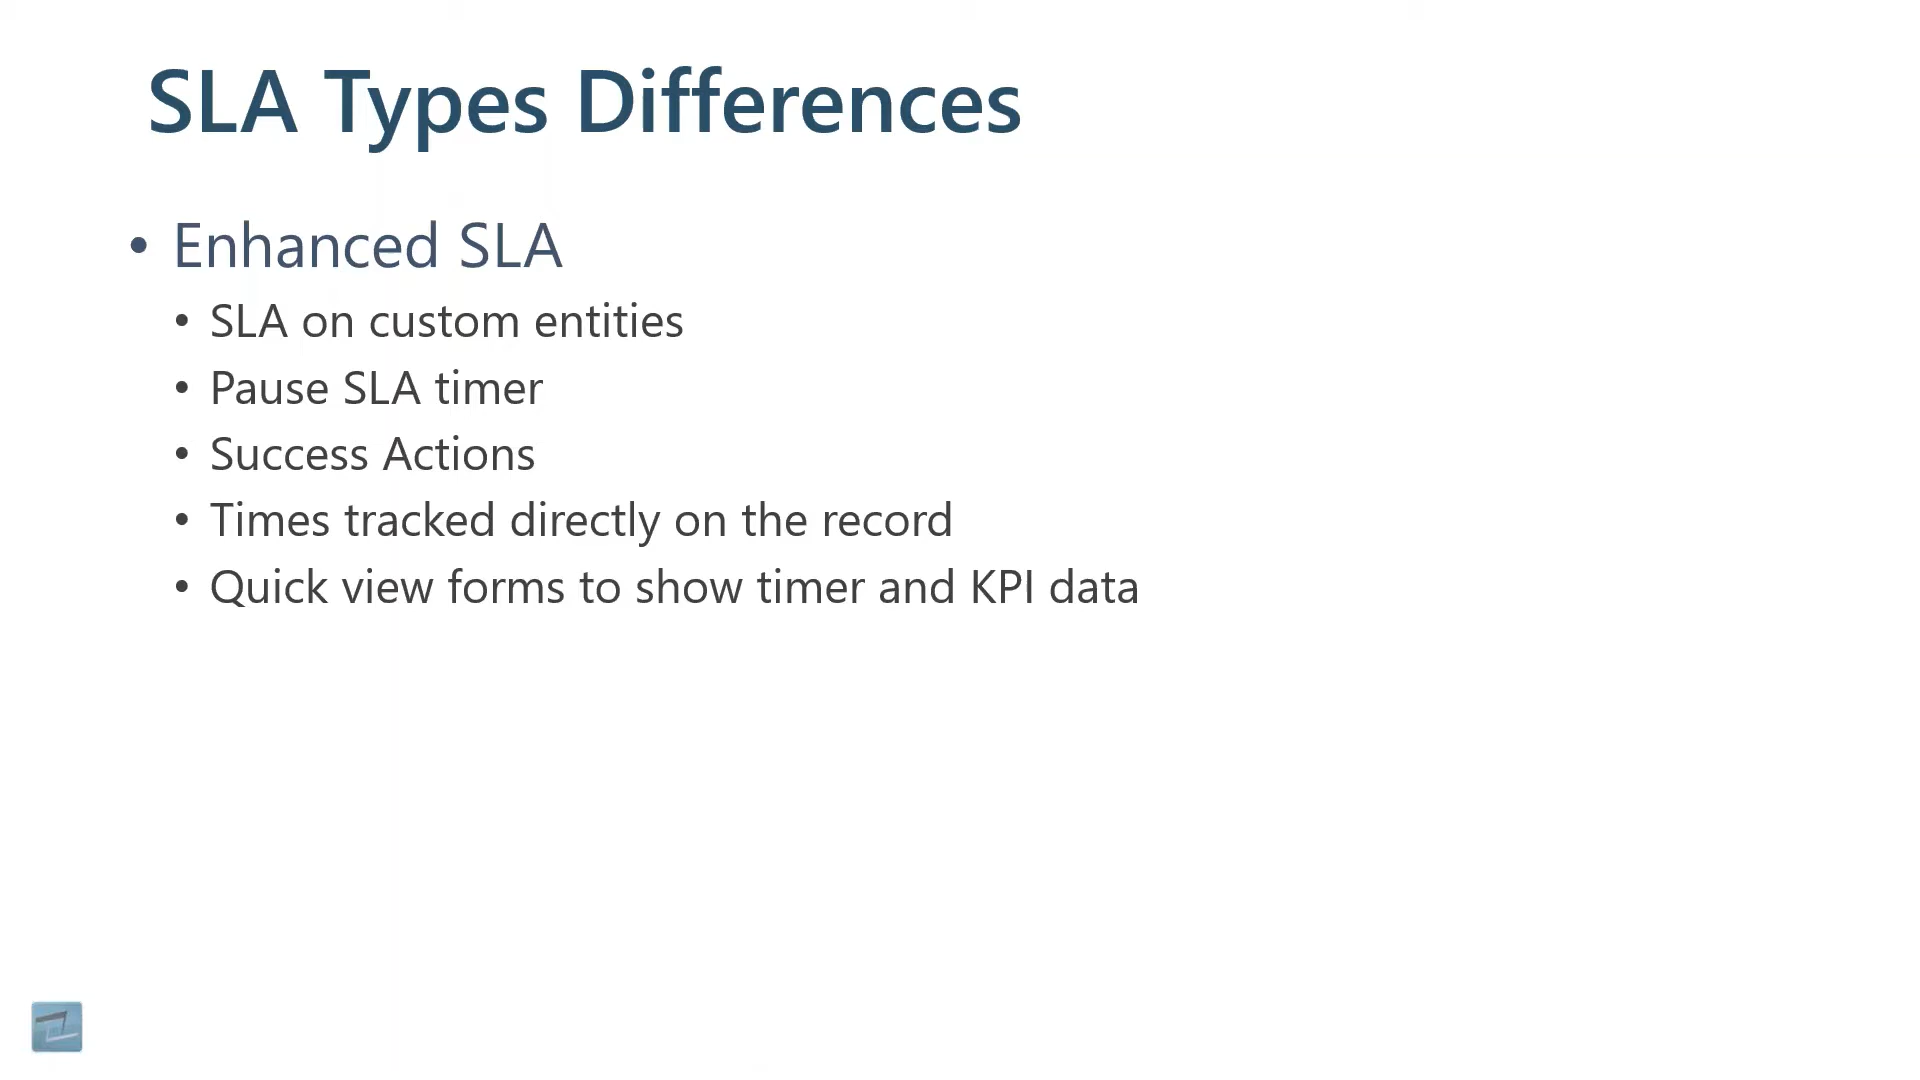 SLA Types Differences
• Enhanced SLA
• SLA on custom entities
• Pause SLA timer
• Success Actions
• Times tracked directly on the record
• Quick view forms to show timer and KPI data